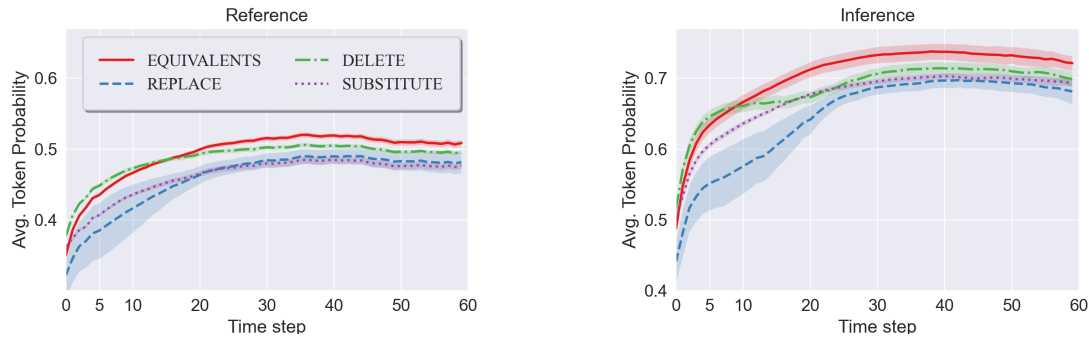 Reference
Avg. Token Probability
0.6
0.5
0.4
EQUIVALENTS
REPLACE
DELETE
SUBSTITUTE
0 5 10 20 30 40 50 60
Time step
Inference
Avg. Token Probability
0.7
0.6
0.5
0.4
0 5 10 20 30 40 50 60
Time step